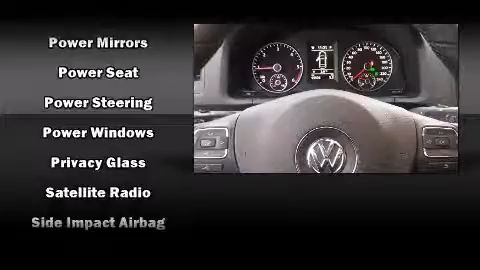 Power Mirrors
Power Seat
Power Steering
Power Windows
Privacy Glass
Satellite Radio
Side Impact Airbag